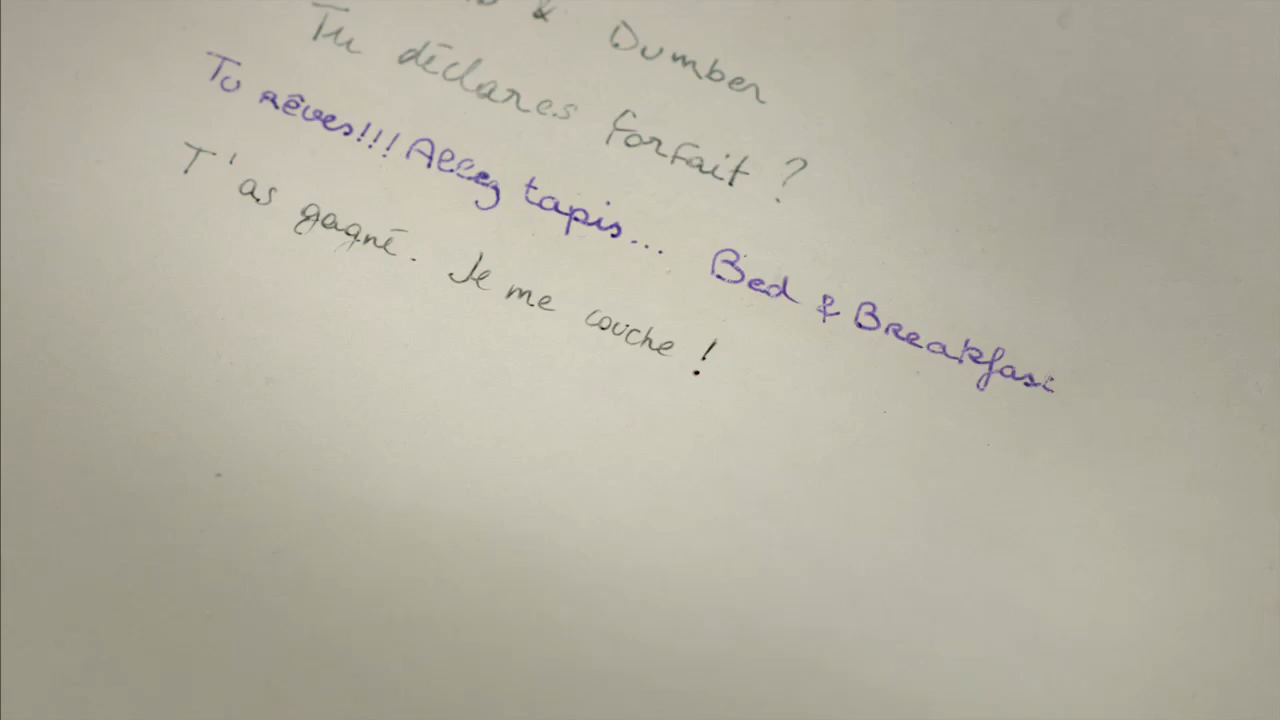 & Dumber
Tu déclares forfait ?
Tu rêves!!! Allez tapis... Bed & Breakfast
T'as gagné. Je me couche !